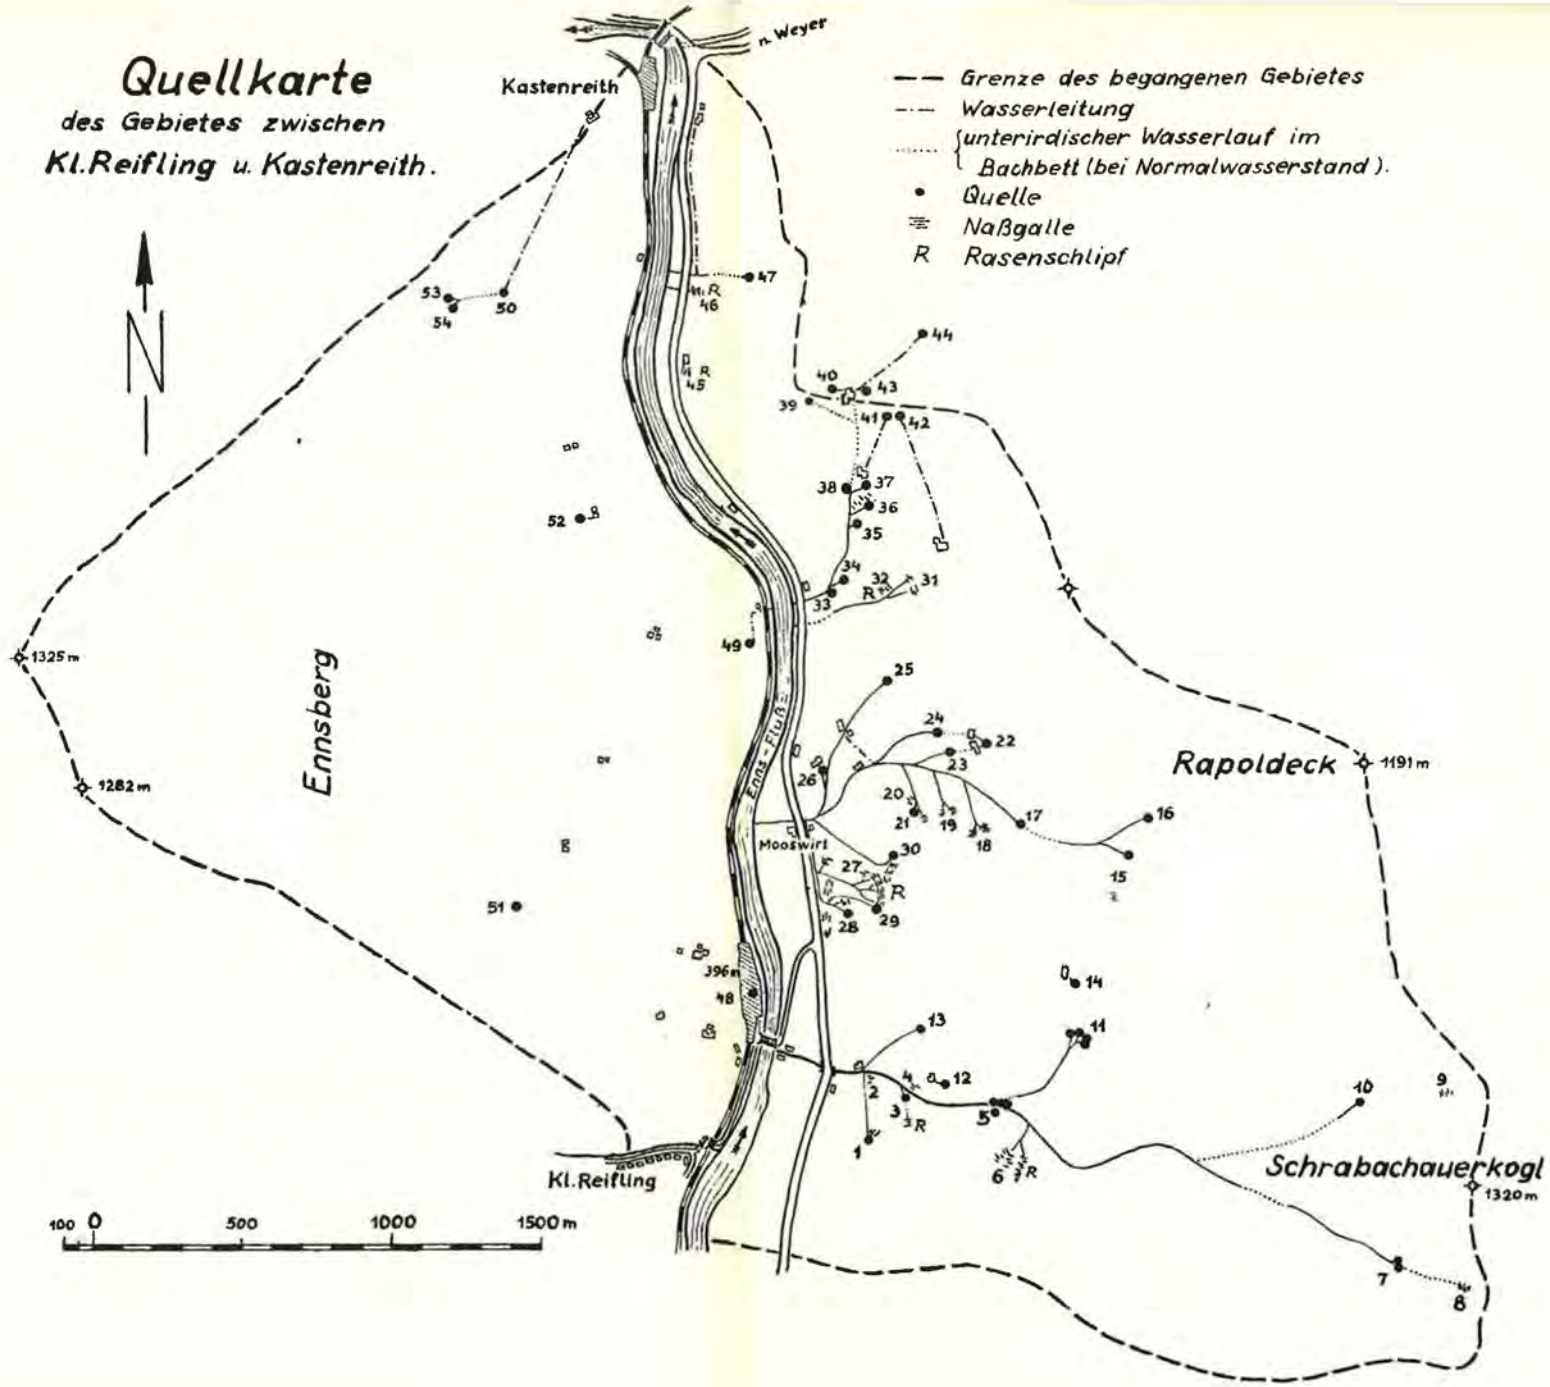 Quellkarte
des Gebietes zwischen
Kl.Reifling u. Kastenreith.
N
Kastenreith
n. Weyer
Grenze des begangenen Gebietes
Wasserleitung
unterirdischer Wasserlauf im
Bachbett (bei Normalwasserstand).
Quelle
Naßgalle
R Rasenschlipf
47
R
46
53
50
54
44
R
45
40
43
39
41
42
38
37
36
52
35
34
32
31
R
33
49
1325 m
Ennsberg
25
Enns-Fluß
24
22
23
Rapoldeck
1191 m
1282 m
26
20
21
19
18
17
16
Mooswirt
30
27
15
R
51
28
29
396 m
48
14
13
11
2
4
12
10
9
3
R
5
1
6
R
Schrabachauerkogl
1320 m
Kl.Reifling
100 0 500 1000 1500 m
7
8